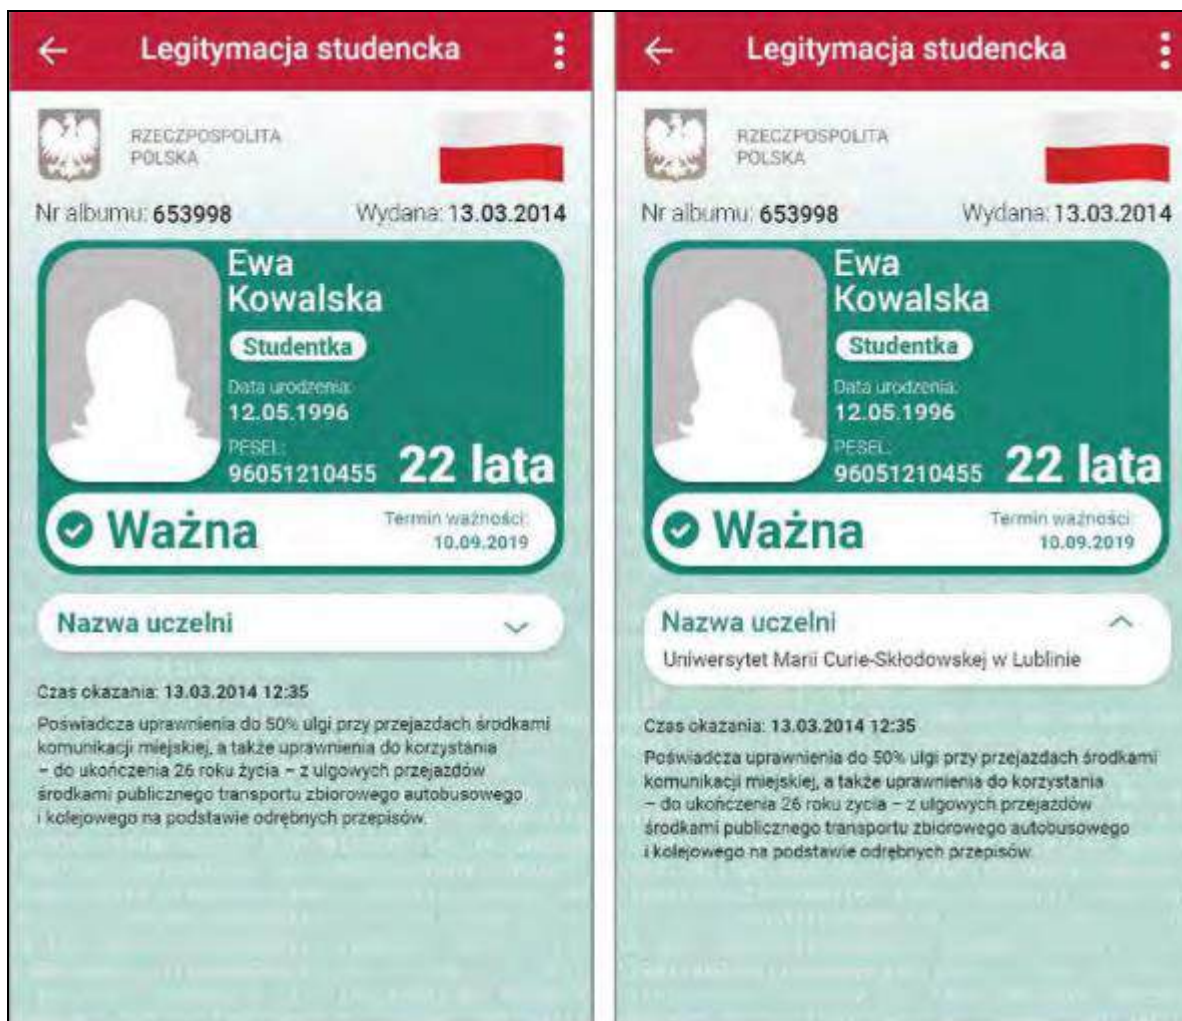 Legitymacja studencka
RZECZPOSPOLITA
POLSKA
Nr albumu: 653998 Wydana: 13.03.2014
Ewa
Kowalska
Studentka
Data urodzenia:
12.05.1996
PESEL:
96051210455 22 lata
Ważna
Termin ważności:
10.09.2019
Nazwa uczelni
Czas okazania: 13.03.2014 12:35
Poświadcza uprawnienia do 50% ulgi przy przejazdach środkami
komunikacji miejskiej, a także uprawnienia do korzystania
– do ukończenia 26 roku życia – z ulgowych przejazdów
środkami publicznego transportu zbiorowego autobusowego
i kolejowego na podstawie odrębnych przepisów.
Legitymacja studencka
RZECZPOSPOLITA
POLSKA
Nr albumu: 653998 Wydana: 13.03.2014
Ewa
Kowalska
Studentka
Data urodzenia:
12.05.1996
PESEL:
96051210455 22 lata
Ważna
Termin ważności:
10.09.2019
Nazwa uczelni
Uniwersytet Marii Curie-Skłodowskej w Lublinie
Czas okazania: 13.03.2014 12:35
Poświadcza uprawnienia do 50% ulgi przy przejazdach środkami
komunikacji miejskiej, a także uprawnienia do korzystania
– do ukończenia 26 roku życia – z ulgowych przejazdów
środkami publicznego transportu zbiorowego autobusowego
i kolejowego na podstawie odrębnych przepisów.